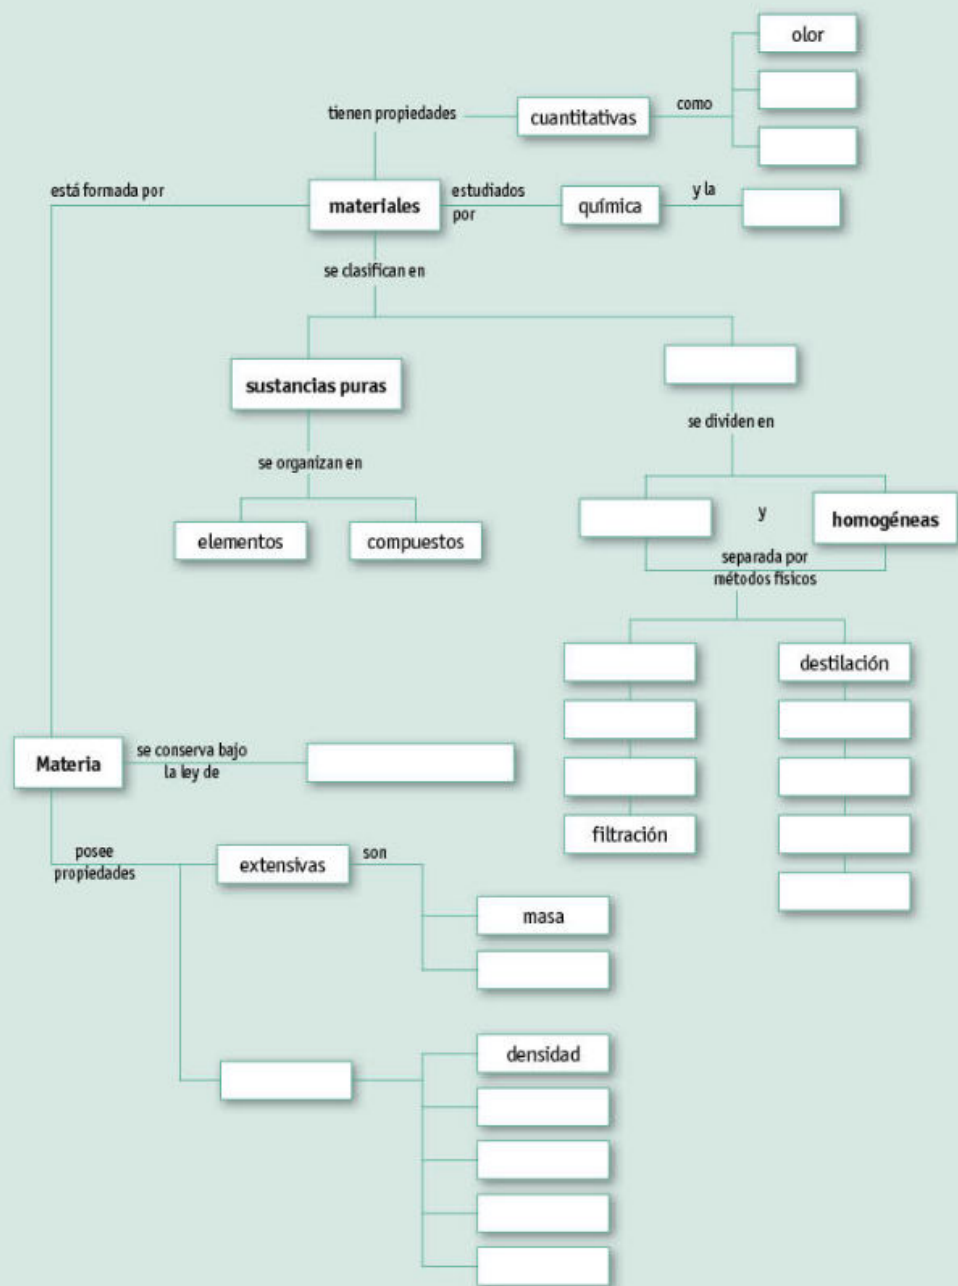 olor
tienen propiedades
cuantitativas
como
está formada por
materiales
estudiados
por
química
y la
se clasifican en
sustancias puras
se dividen en
se organizan en
elementos
compuestos
y
homogéneas
separada por
métodos físicos
destilación
Materia
se conserva bajo
la ley de
filtración
posee
propiedades
extensivas
son
masa
densidad